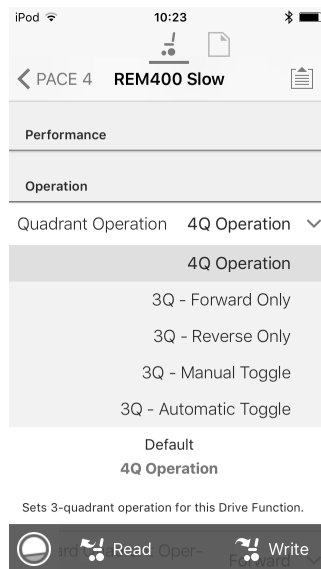 iPod 10:23
PACE 4 REM400 Slow
Performance
Operation
Quadrant Operation 4Q Operation
4Q Operation
3Q - Forward Only
3Q - Reverse Only
3Q - Manual Toggle
3Q - Automatic Toggle
Default
4Q Operation
Sets 3-quadrant operation for this Drive Function.
Read Write
Forward